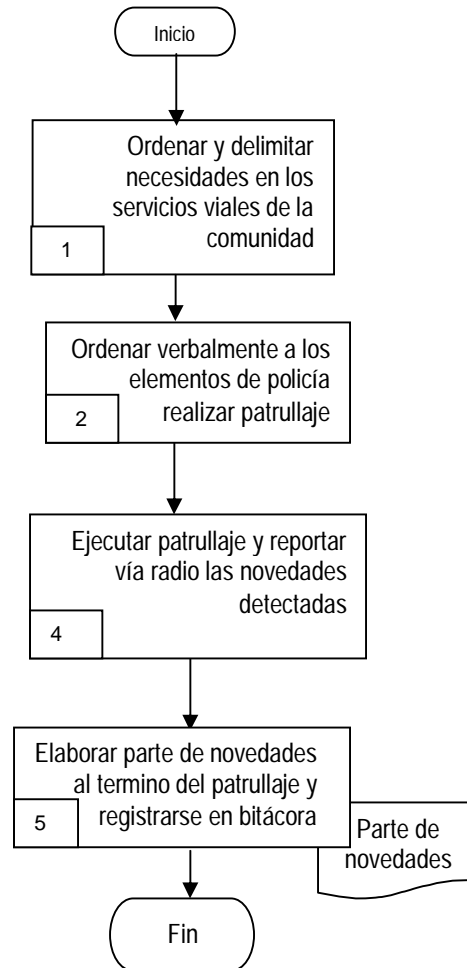 Inicio
Ordenar y delimitar
necesidades en los
servicios viales de la
comunidad
1
Ordenar verbalmente a los
elementos de policía
realizar patrullaje
2
Ejecutar patrullaje y reportar
vía radio las novedades
detectadas
4
Elaborar parte de novedades
al termino del patrullaje y
registrarse en bitácora
5
Parte de
novedades
Fin